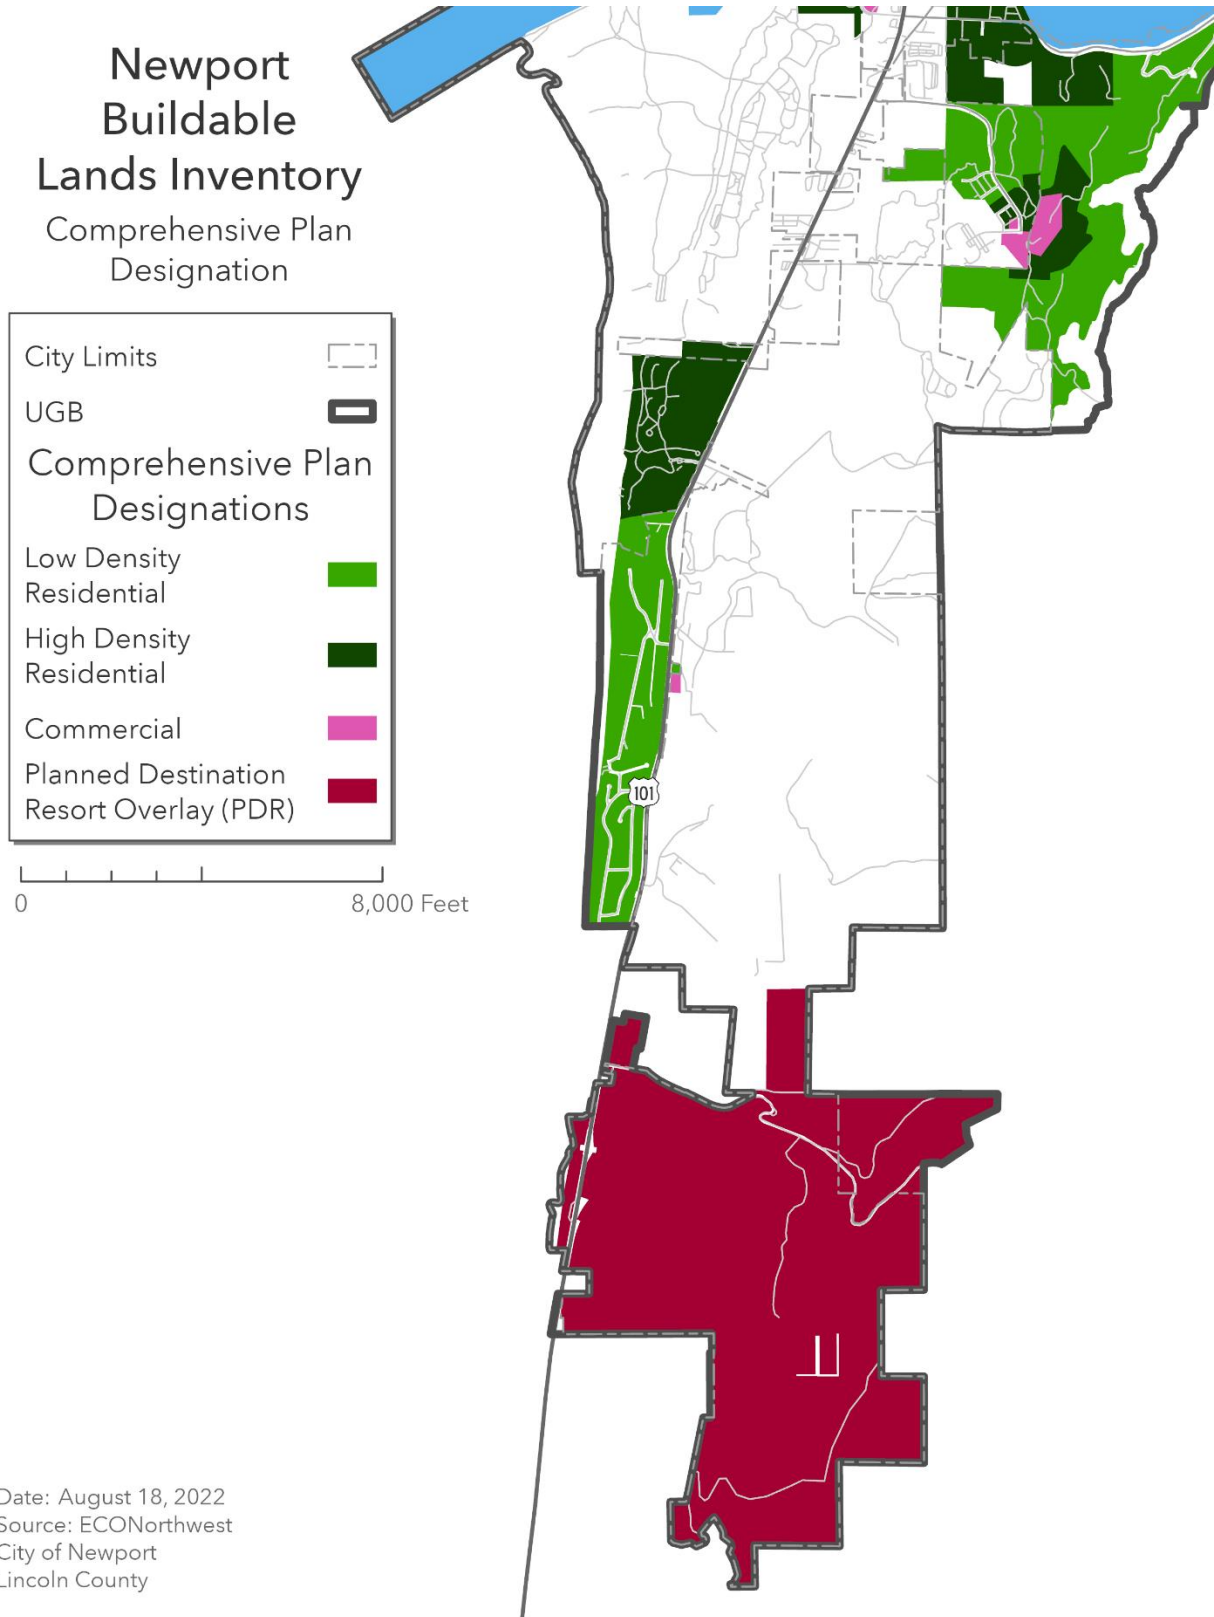 Newport
Buildable
Lands Inventory
Comprehensive Plan
Designation
City Limits
UGB
Comprehensive Plan
Designations
Low Density
Residential
High Density
Residential
Commercial
Planned Destination
Resort Overlay (PDR)
0 8,000 Feet
101
Date: August 18, 2022
Source: ECONorthwest
City of Newport
Lincoln County